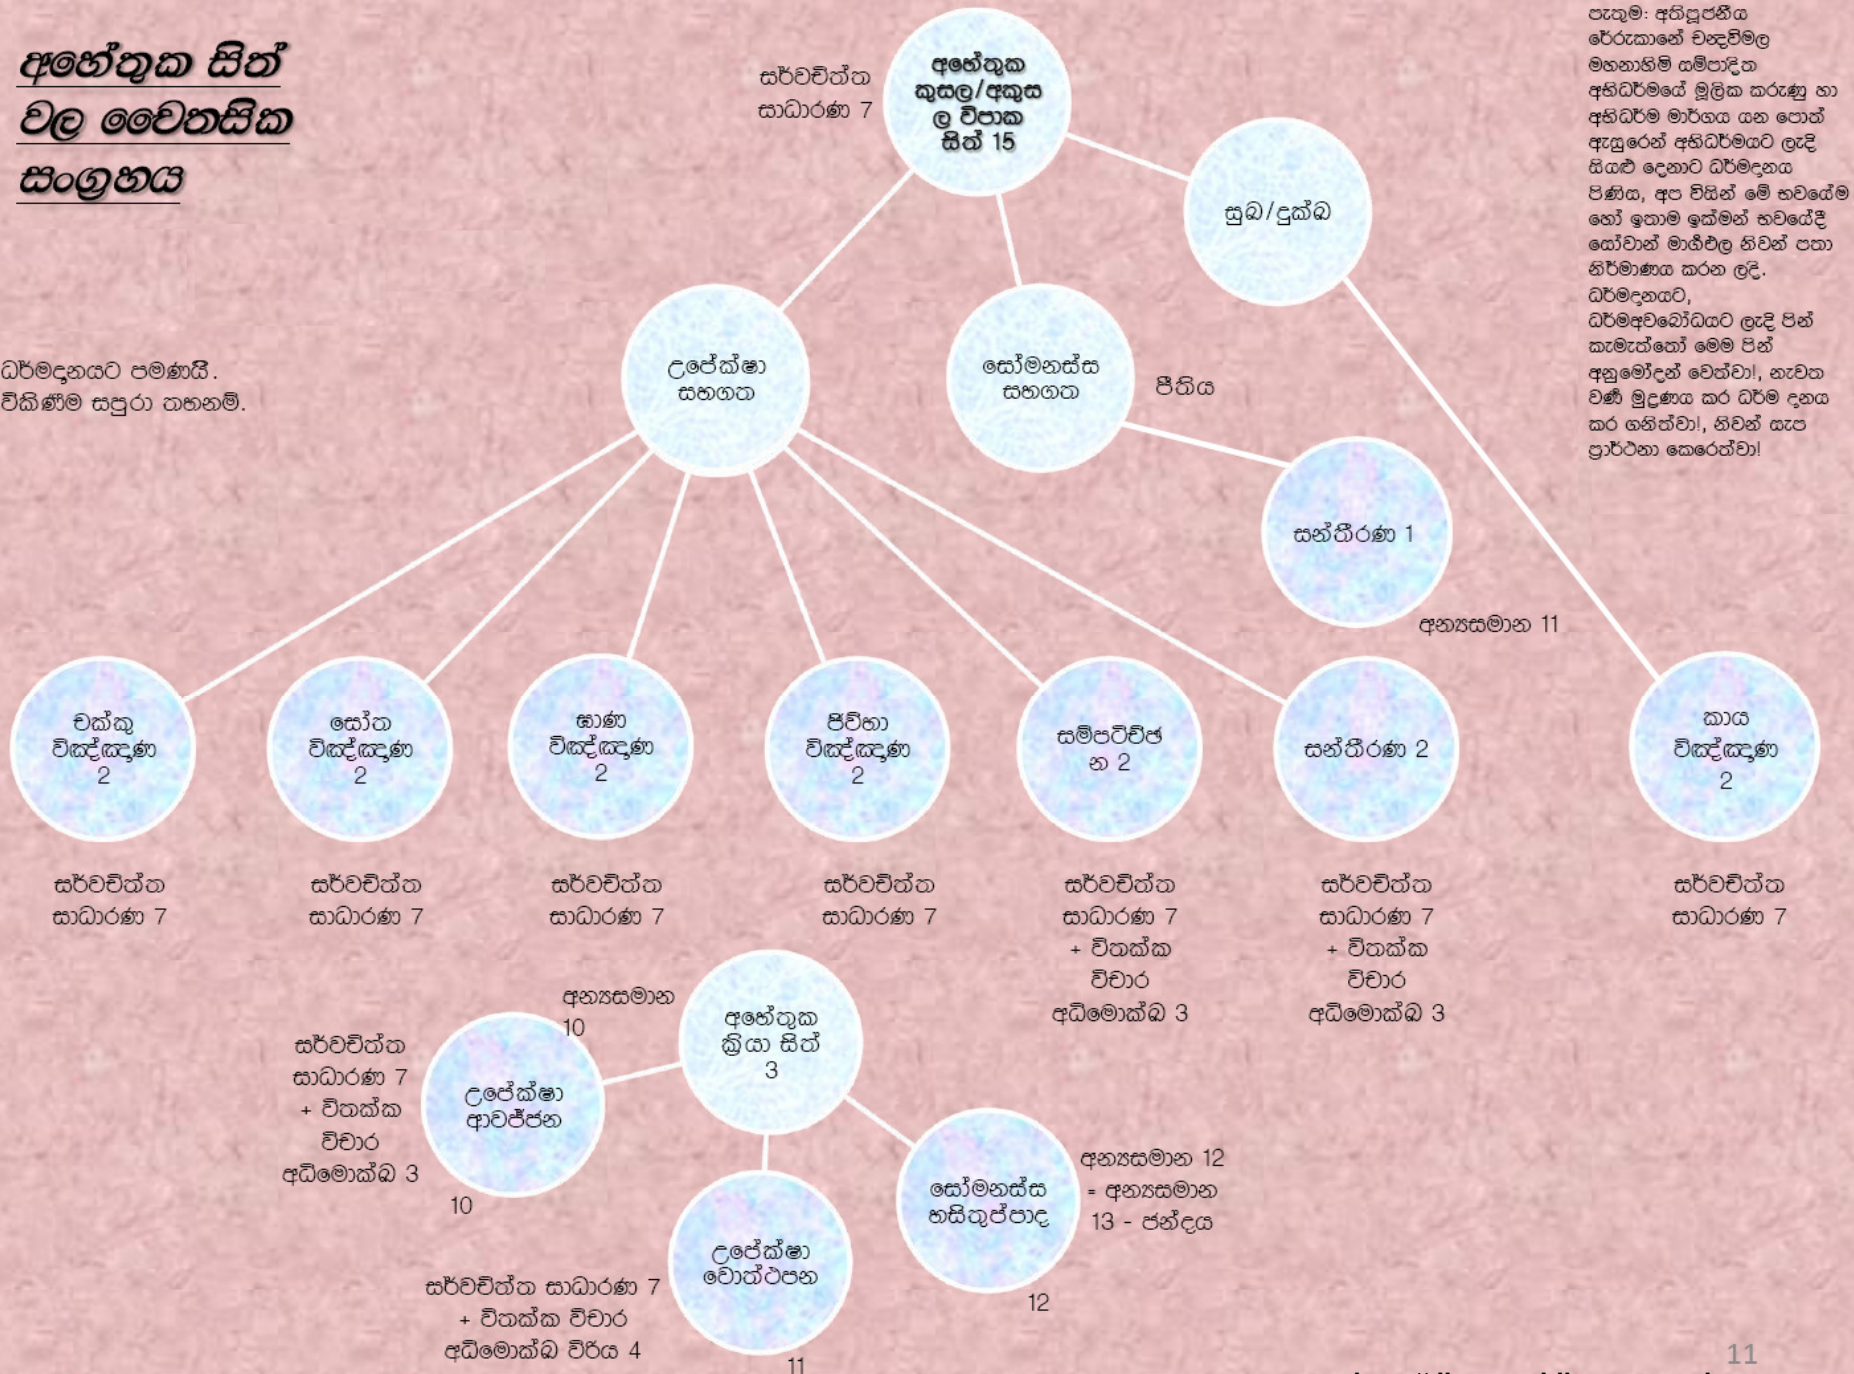 අහේතුක සිත්
වල චෛතසික
සංග්‍රහය
ධර්මදානයට පමණයි.
විකිණීම සපුරා තහනම්.
පැතුම: අතිපූජනීය
රේරුකානේ චන්දවිමල
මහනාහිමි සම්පාදිත
අභිධර්මයේ මූලික කරුණු හා
අභිධර්ම මාර්ගය යන පොත්
ඇසුරෙන් අභිධර්මයට ලැදි
සියළු දෙනාට ධර්මදානය
පිණිස, අප විසින් මේ භවයේම
හෝ ඉතාම ඉක්මන් භවයේදී
සෝවාන් මාර්ගඵල නිවන් පතා
නිර්මාණය කරන ලදි.
ධර්මදානයට,
ධර්මඅවබෝධයට ලැදි පින්
කැමැත්තෝ මෙම පින්
අනුමෝදන් වෙත්වා!, නැවත
වර්ණ මුද්‍රණය කර ධර්ම දානය
කර ගනිත්වා!, නිවන් සැප
ප්‍රාර්ථනා කෙරෙත්වා!
සර්වචිත්ත
සාධාරණ 7
අහේතුක
කුසල/අකුස
ල විපාක
සිත් 15
සුඛ/දුක්ඛ
උපේක්ෂා
සහගත
සෝමනස්ස
සහගත
පීතිය
සන්තීරණ 1
අන්‍යසමාන 11
චක්කු
විඤ්ඤාණ
2
සෝත
විඤ්ඤාණ
2
ඝාණ
විඤ්ඤාණ
2
ජිව්හා
විඤ්ඤාණ
2
සම්පටිච්ඡ
න 2
සන්තීරණ 2
කාය
විඤ්ඤාණ
2
සර්වචිත්ත
සාධාරණ 7
සර්වචිත්ත
සාධාරණ 7
සර්වචිත්ත
සාධාරණ 7
සර්වචිත්ත
සාධාරණ 7
සර්වචිත්ත
සාධාරණ 7
+ විතක්ක
විචාර
අධිමොක්ඛ 3
සර්වචිත්ත
සාධාරණ 7
+ විතක්ක
විචාර
අධිමොක්ඛ 3
සර්වචිත්ත
සාධාරණ 7
අන්‍යසමාන
10
අහේතුක
ක්‍රියා සිත්
3
සර්වචිත්ත
සාධාරණ 7
+ විතක්ක
විචාර
අධිමොක්ඛ 3
උපේක්ෂා
ආවජ්ජන
10
සෝමනස්ස
හසිතුප්පාද
අන්‍යසමාන 12
= අන්‍යසමාන
13 - ඡන්දය
12
උපේක්ෂා
වොත්ථපන
සර්වචිත්ත සාධාරණ 7
+ විතක්ක විචාර
අධිමොක්ඛ විරිය 4
11
11